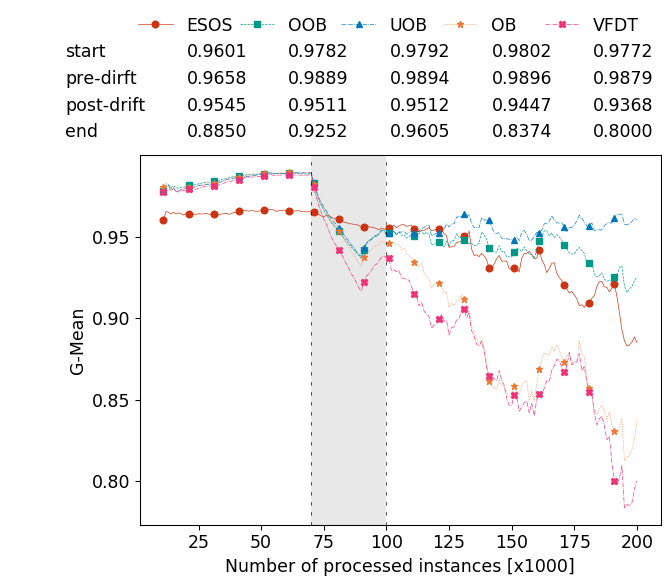 ESOS OOB UOB OB VFDT
start 0.9601 0.9782 0.9792 0.9802 0.9772
pre-dirft 0.9658 0.9889 0.9894 0.9896 0.9879
post-drift 0.9545 0.9511 0.9512 0.9447 0.9368
end 0.8850 0.9252 0.9605 0.8374 0.8000
G-Mean
0.95
0.90
0.85
0.80
25 50 75 100 125 150 175 200
Number of processed instances [x1000]